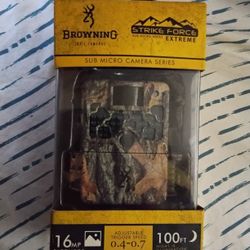 BROWNING
TRAIL CAMERAS
STRIKE FORCE
EXTREME
SUB MICRO CAMERA SERIES
16MP
ADJUSTABLE
TRIGGER SPEED
0.4-0.7
100FT